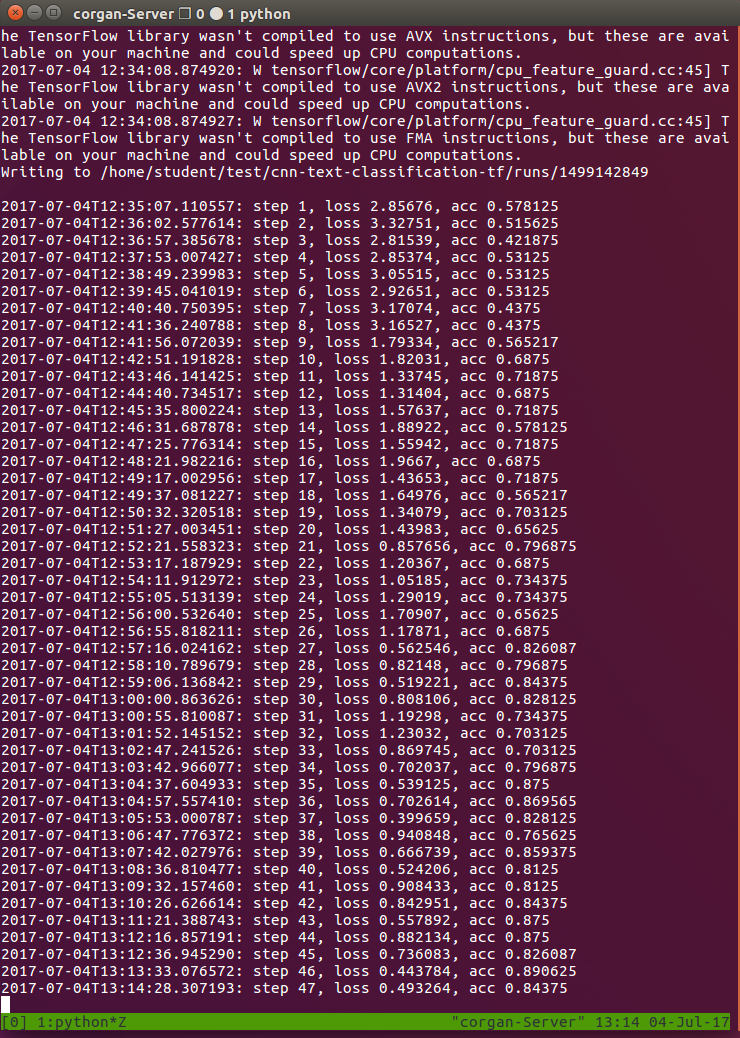 corgan-Server ❐ 0 ● 1 python
he TensorFlow library wasn't compiled to use AVX instructions, but these are avai
lable on your machine and could speed up CPU computations.
2017-07-04 12:34:08.874920: W tensorflow/core/platform/cpu_feature_guard.cc:45] T
he TensorFlow library wasn't compiled to use AVX2 instructions, but these are ava
ilable on your machine and could speed up CPU computations.
2017-07-04 12:34:08.874927: W tensorflow/core/platform/cpu_feature_guard.cc:45] T
he TensorFlow library wasn't compiled to use FMA instructions, but these are avai
lable on your machine and could speed up CPU computations.
Writing to /home/student/test/cnn-text-classification-tf/runs/1499142849
2017-07-04T12:35:07.110557: step 1, loss 2.85676, acc 0.578125
2017-07-04T12:36:02.577614: step 2, loss 3.32751, acc 0.515625
2017-07-04T12:36:57.385678: step 3, loss 2.81539, acc 0.421875
2017-07-04T12:37:53.007427: step 4, loss 2.85374, acc 0.53125
2017-07-04T12:38:49.239983: step 5, loss 3.05515, acc 0.53125
2017-07-04T12:39:45.041019: step 6, loss 2.92651, acc 0.53125
2017-07-04T12:40:40.750395: step 7, loss 3.17074, acc 0.4375
2017-07-04T12:41:36.240788: step 8, loss 3.16527, acc 0.4375
2017-07-04T12:41:56.072039: step 9, loss 1.79334, acc 0.565217
2017-07-04T12:42:51.191828: step 10, loss 1.82031, acc 0.6875
2017-07-04T12:43:46.141425: step 11, loss 1.33745, acc 0.71875
2017-07-04T12:44:40.734517: step 12, loss 1.31404, acc 0.6875
2017-07-04T12:45:35.800224: step 13, loss 1.57637, acc 0.71875
2017-07-04T12:46:31.687878: step 14, loss 1.88922, acc 0.578125
2017-07-04T12:47:25.776314: step 15, loss 1.55942, acc 0.71875
2017-07-04T12:48:21.982216: step 16, loss 1.9667, acc 0.6875
2017-07-04T12:49:17.002956: step 17, loss 1.43653, acc 0.71875
2017-07-04T12:49:37.081227: step 18, loss 1.64976, acc 0.565217
2017-07-04T12:50:32.320518: step 19, loss 1.34079, acc 0.703125
2017-07-04T12:51:27.003451: step 20, loss 1.43983, acc 0.65625
2017-07-04T12:52:21.558323: step 21, loss 0.857656, acc 0.796875
2017-07-04T12:53:17.187929: step 22, loss 1.20367, acc 0.6875
2017-07-04T12:54:11.912972: step 23, loss 1.05185, acc 0.734375
2017-07-04T12:55:05.513139: step 24, loss 1.29019, acc 0.734375
2017-07-04T12:56:00.532640: step 25, loss 1.70907, acc 0.65625
2017-07-04T12:56:55.818211: step 26, loss 1.17871, acc 0.6875
2017-07-04T12:57:16.024162: step 27, loss 0.562546, acc 0.826087
2017-07-04T12:58:10.789679: step 28, loss 0.82148, acc 0.796875
2017-07-04T12:59:06.136842: step 29, loss 0.519221, acc 0.84375
2017-07-04T13:00:00.863626: step 30, loss 0.808106, acc 0.828125
2017-07-04T13:00:55.810087: step 31, loss 1.19298, acc 0.734375
2017-07-04T13:01:52.145152: step 32, loss 1.23032, acc 0.703125
2017-07-04T13:02:47.241526: step 33, loss 0.869745, acc 0.703125
2017-07-04T13:03:42.966077: step 34, loss 0.702037, acc 0.796875
2017-07-04T13:04:37.604933: step 35, loss 0.539125, acc 0.875
2017-07-04T13:04:57.557410: step 36, loss 0.702614, acc 0.869565
2017-07-04T13:05:53.000787: step 37, loss 0.399659, acc 0.828125
2017-07-04T13:06:47.776372: step 38, loss 0.940848, acc 0.765625
2017-07-04T13:07:42.027976: step 39, loss 0.666739, acc 0.859375
2017-07-04T13:08:36.810477: step 40, loss 0.524206, acc 0.8125
2017-07-04T13:09:32.157460: step 41, loss 0.908433, acc 0.8125
2017-07-04T13:10:26.626614: step 42, loss 0.842951, acc 0.84375
2017-07-04T13:11:21.388743: step 43, loss 0.557892, acc 0.875
2017-07-04T13:12:16.857191: step 44, loss 0.882134, acc 0.875
2017-07-04T13:12:36.945290: step 45, loss 0.736083, acc 0.826087
2017-07-04T13:13:33.076572: step 46, loss 0.443784, acc 0.890625
2017-07-04T13:14:28.307193: step 47, loss 0.493264, acc 0.84375
[0] 1:python*Z "corgan-Server" 13:14 04-Jul-17